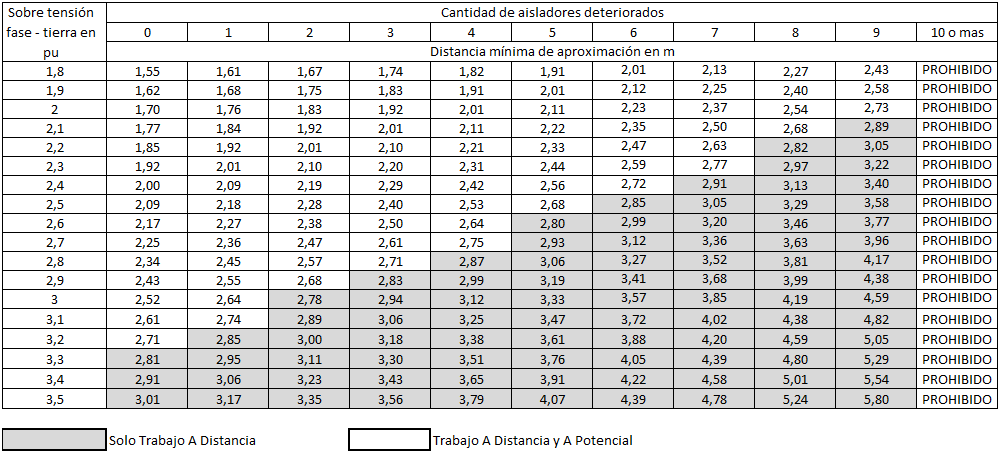 Sobre tensión fase - tierra en pu Cantidad de aisladores deteriorados
0 1 2 3 4 5 6 7 8 9 10 o mas
Distancia mínima de aproximación en m
1,8 1,55 1,61 1,67 1,74 1,82 1,91 2,01 2,13 2,27 2,43 PROHIBIDO
1,9 1,62 1,68 1,75 1,83 1,91 2,01 2,12 2,25 2,40 2,58 PROHIBIDO
2 1,70 1,76 1,83 1,92 2,01 2,11 2,23 2,37 2,54 2,73 PROHIBIDO
2,1 1,77 1,84 1,92 2,01 2,11 2,22 2,35 2,50 2,68 2,89 PROHIBIDO
2,2 1,85 1,92 2,01 2,10 2,21 2,33 2,47 2,63 2,82 3,05 PROHIBIDO
2,3 1,92 2,01 2,10 2,20 2,31 2,44 2,59 2,77 2,97 3,22 PROHIBIDO
2,4 2,00 2,09 2,19 2,29 2,42 2,56 2,72 2,91 3,13 3,40 PROHIBIDO
2,5 2,09 2,18 2,28 2,40 2,53 2,68 2,85 3,05 3,29 3,58 PROHIBIDO
2,6 2,17 2,27 2,38 2,50 2,64 2,80 2,99 3,20 3,46 3,77 PROHIBIDO
2,7 2,25 2,36 2,47 2,61 2,75 2,93 3,12 3,36 3,63 3,96 PROHIBIDO
2,8 2,34 2,45 2,57 2,71 2,87 3,06 3,27 3,52 3,81 4,17 PROHIBIDO
2,9 2,43 2,55 2,68 2,83 2,99 3,19 3,41 3,68 3,99 4,38 PROHIBIDO
3 2,52 2,64 2,78 2,94 3,12 3,33 3,57 3,85 4,19 4,59 PROHIBIDO
3,1 2,61 2,74 2,89 3,06 3,25 3,47 3,72 4,02 4,38 4,82 PROHIBIDO
3,2 2,71 2,85 3,00 3,18 3,38 3,61 3,88 4,20 4,59 5,05 PROHIBIDO
3,3 2,81 2,95 3,11 3,30 3,51 3,76 4,05 4,39 4,80 5,29 PROHIBIDO
3,4 2,91 3,06 3,23 3,43 3,65 3,91 4,22 4,58 5,01 5,54 PROHIBIDO
3,5 3,01 3,17 3,35 3,56 3,79 4,07 4,39 4,78 5,24 5,80 PROHIBIDO
Solo Trabajo A Distancia Trabajo A Distancia y A Potencial